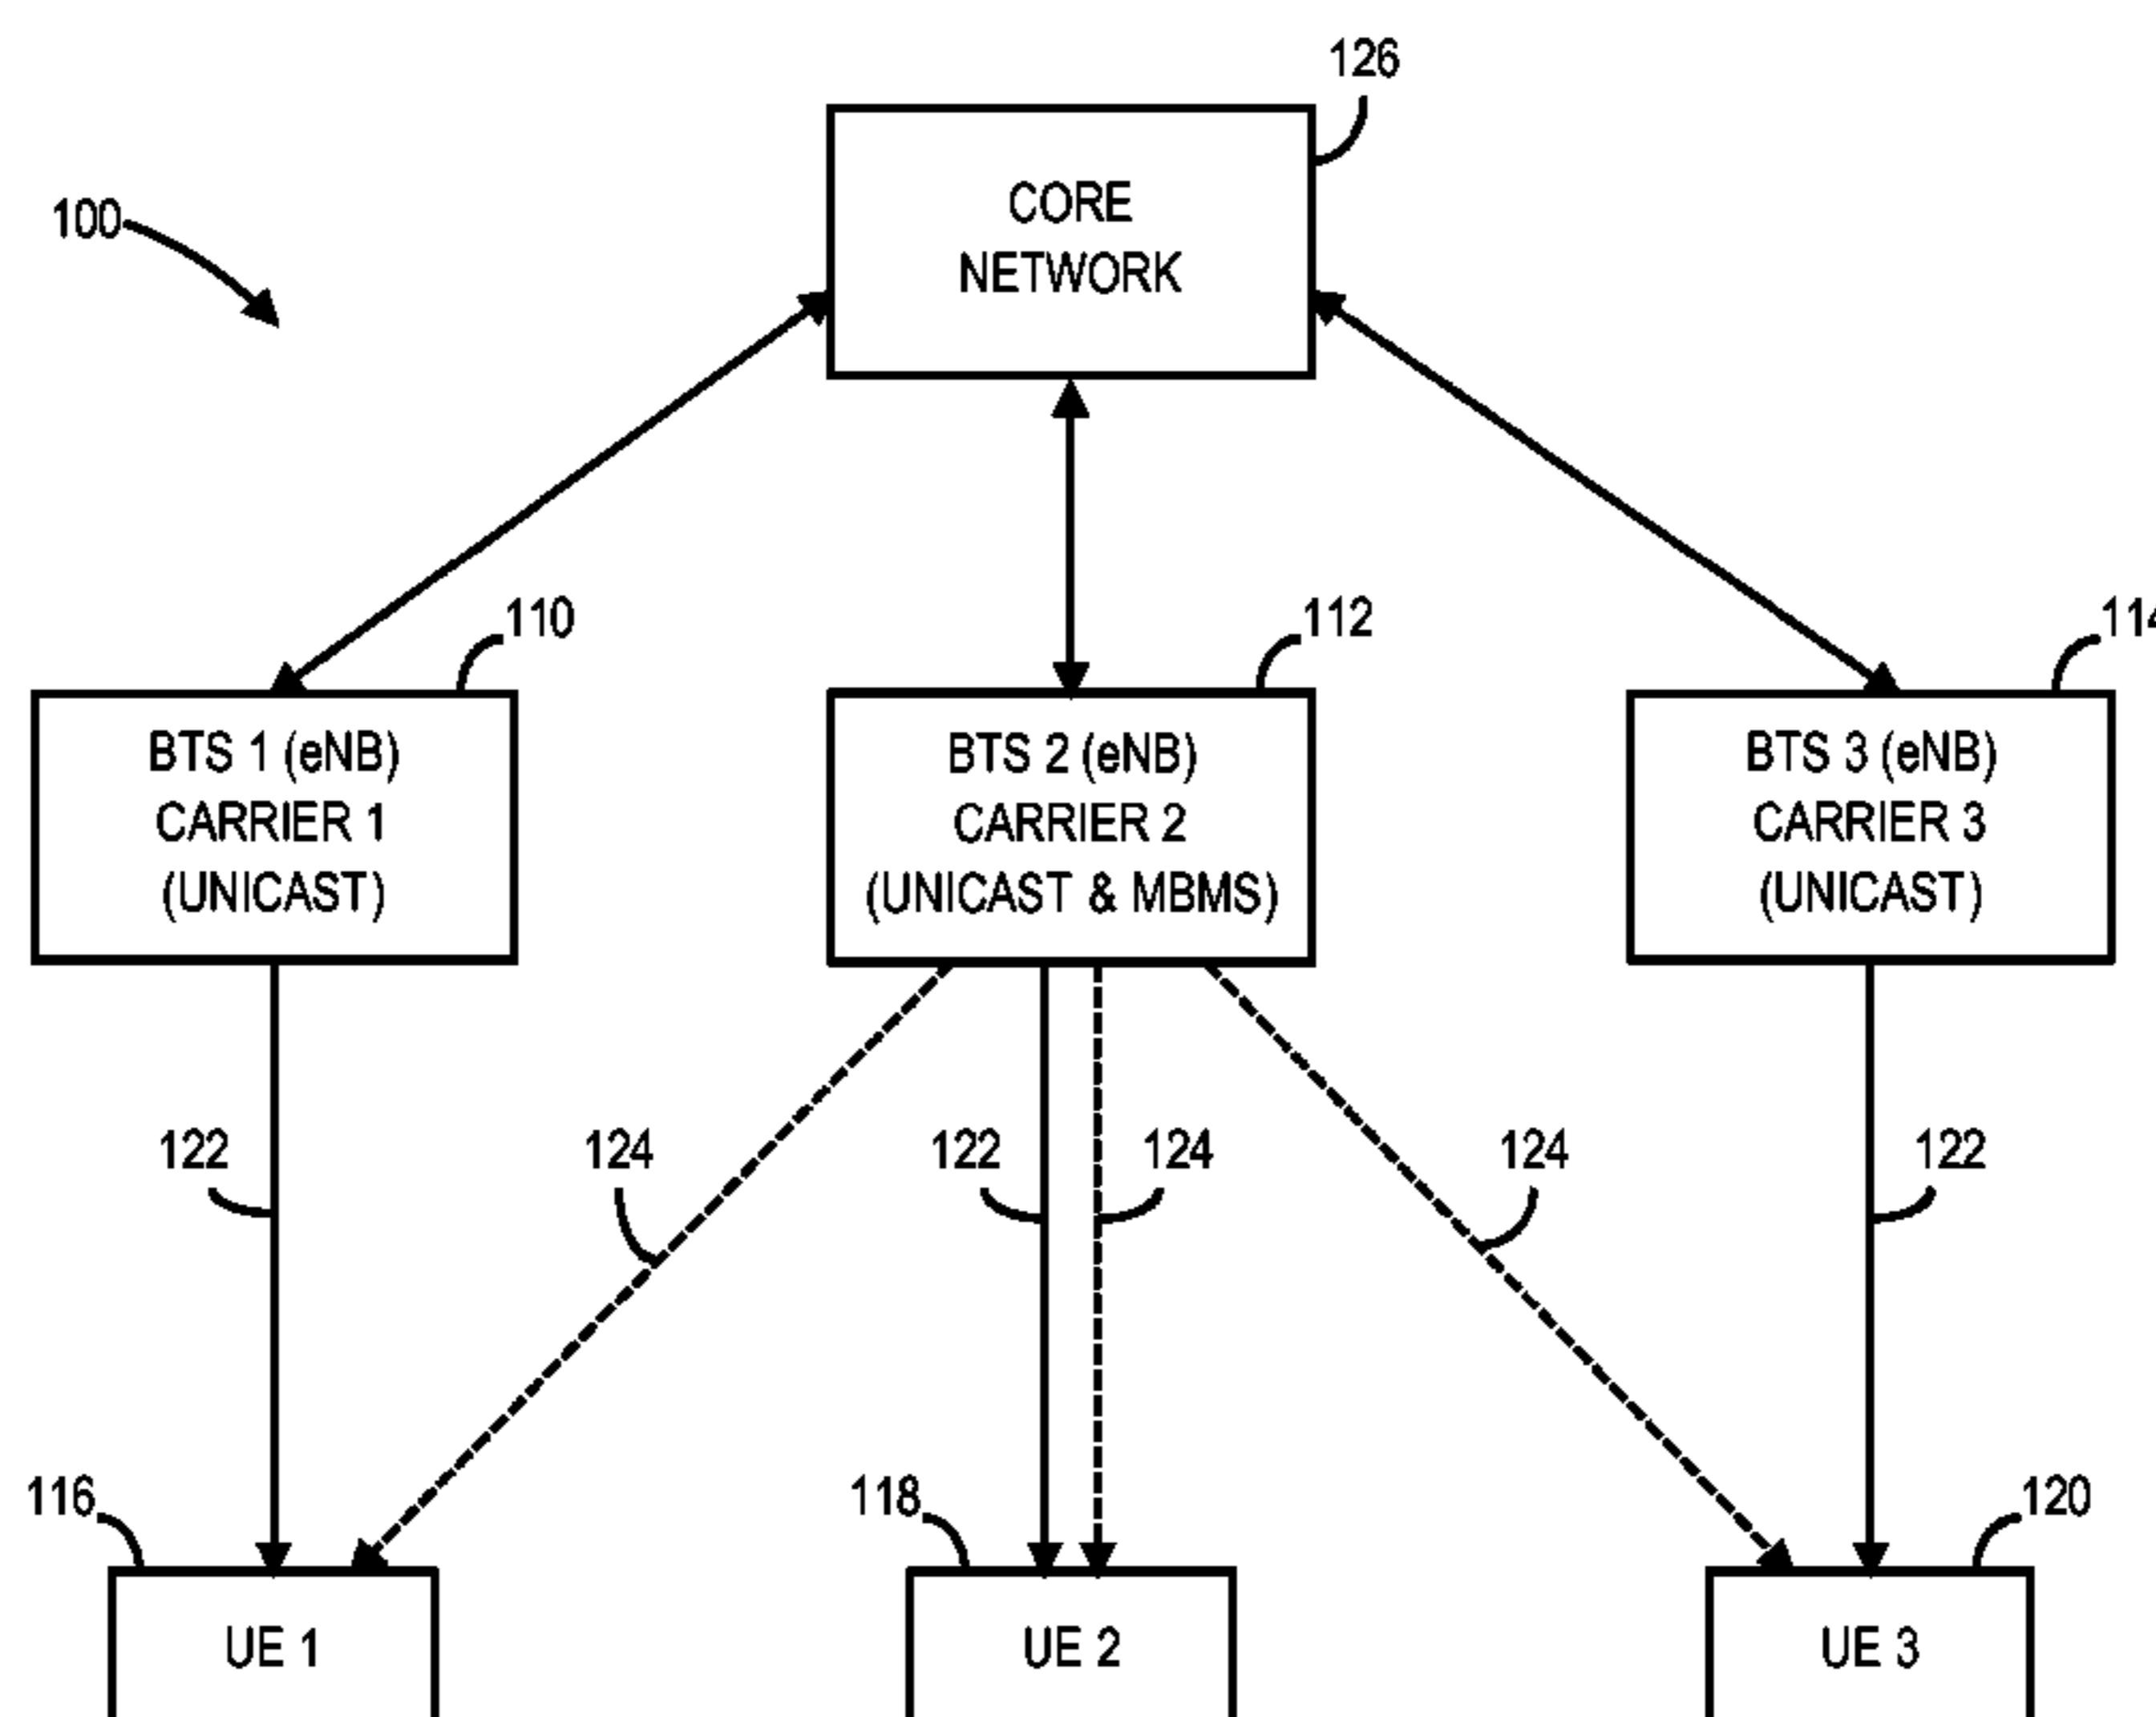 126
CORE
NETWORK
100
110
112
114
BTS 1 (eNB)
CARRIER 1
(UNICAST)
BTS 2 (eNB)
CARRIER 2
(UNICAST & MBMS)
BTS 3 (eNB)
CARRIER 3
(UNICAST)
122
124
122
124
124
122
116
118
120
UE 1
UE 2
UE 3